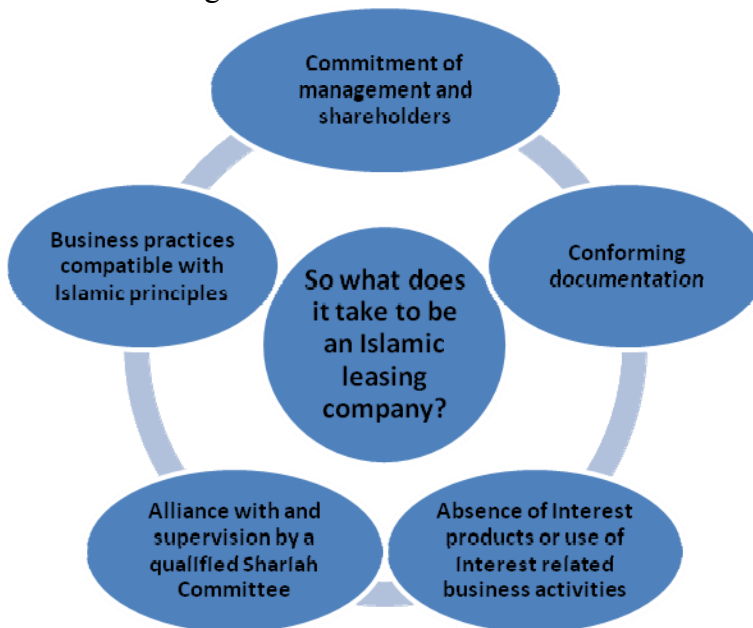 Commitment of
management and
shareholders
Business practices
compatible with
Islamic principles
So what does
it take to be
an Islamic
leasing
company?
Conforming
documentation
Alliance with and
supervision by a
qualified Shariah
Committee
Absence of Interest
products or use of
Interest related
business activities